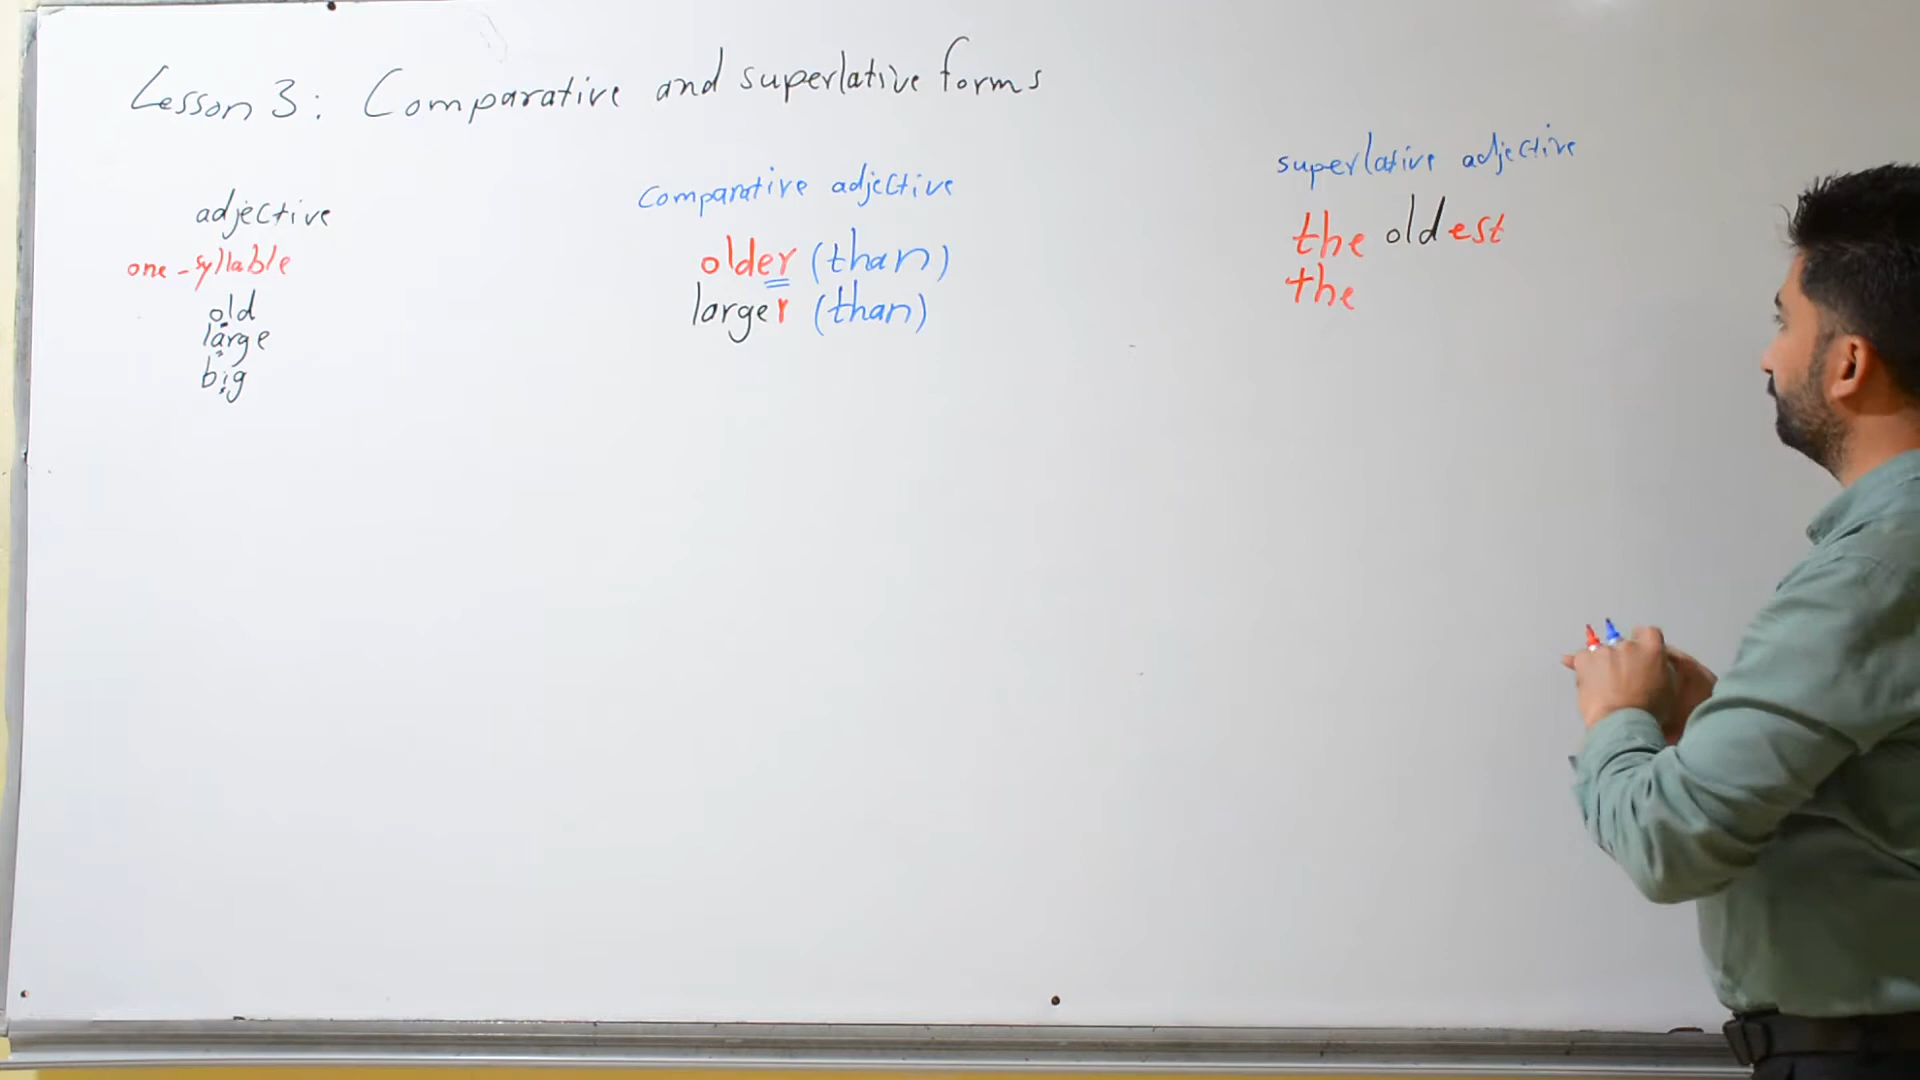 Lesson 3: Comparative and superlative forms
adjective
one-syllable
old
large
big
comparative adjective
older (than)
larger (than)
superlative adjective
the oldest
the